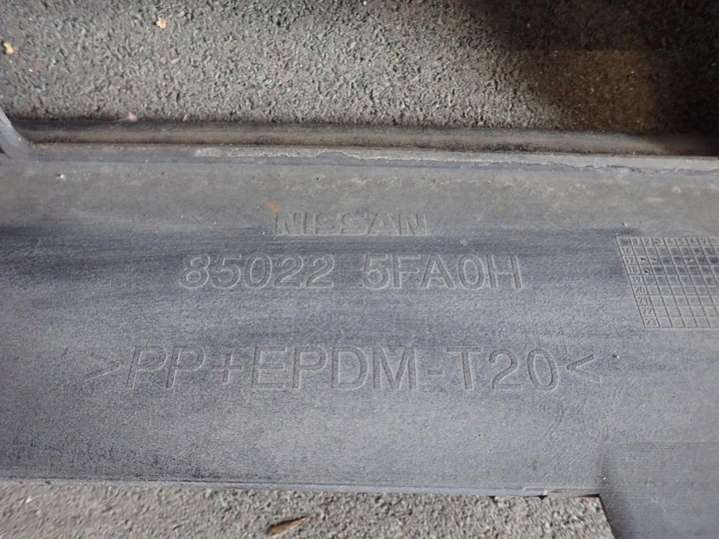 NISSAN
85022 5FA0H
>PP+EPDM-T20<